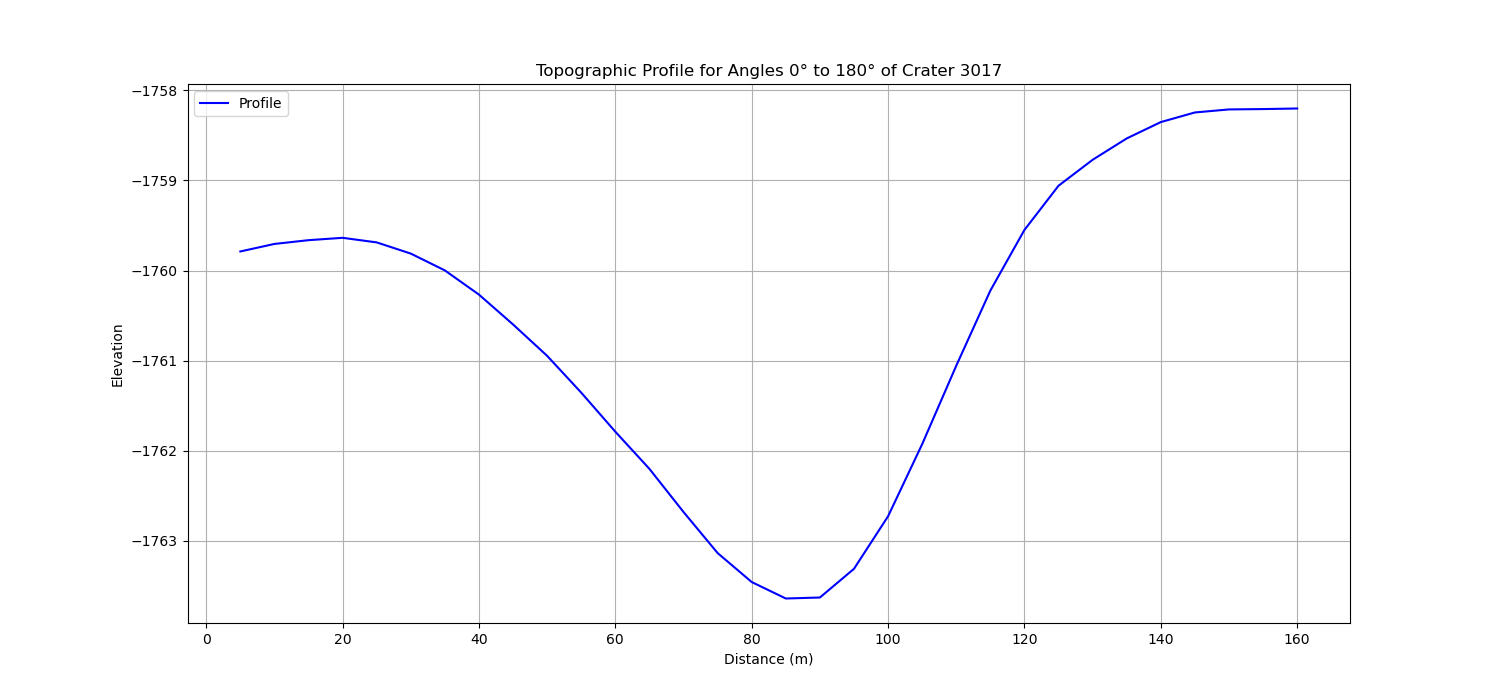 Topographic Profile for Angles 0° to 180° of Crater 3017
Profile
−1758
−1759
−1760
−1761
−1762
−1763
Elevation
0 20 40 60 80 100 120 140 160
Distance (m)